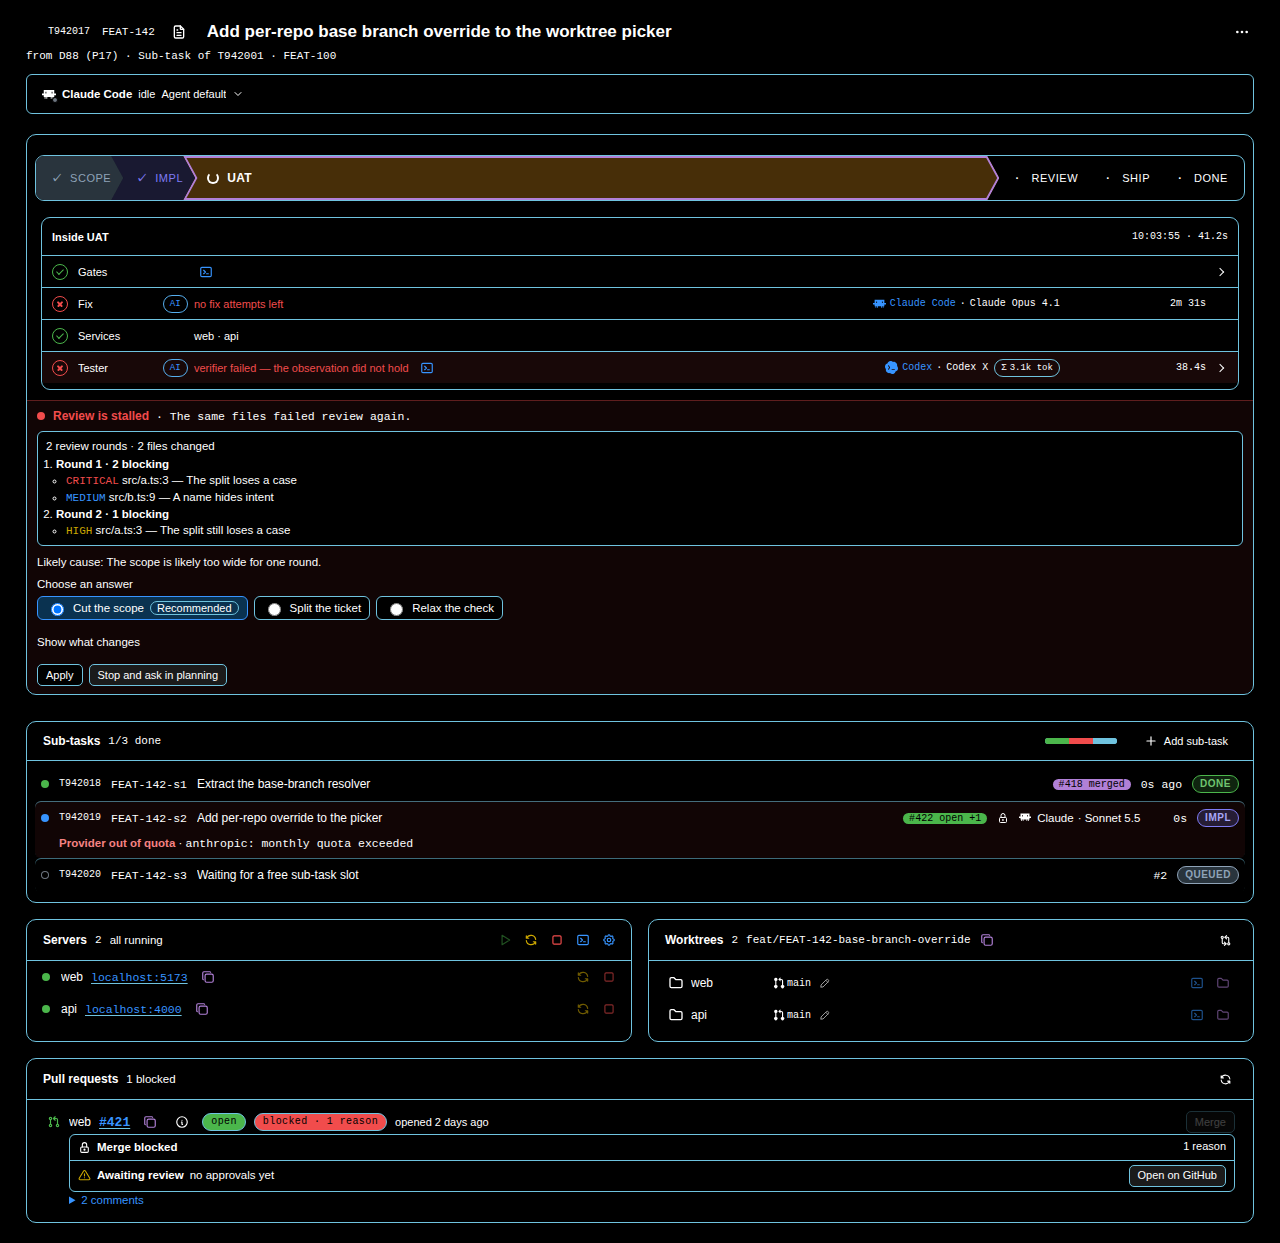 T942017 FEAT-142 Add per-repo base branch override to the worktree picker
from D88 (P17) · Sub-task of T942001 · FEAT-100
Claude Code idle Agent default
SCOPE IMPL UAT · REVIEW · SHIP · DONE
Inside UAT 10:03:55 · 41.2s
Gates
Fix AI no fix attempts left Claude Code · Claude Opus 4.1 2m 31s
Services web · api
Tester AI verifier failed — the observation did not hold Codex · Codex X Σ 3.1k tok 38.4s
Review is stalled · The same files failed review again.
2 review rounds · 2 files changed
1. Round 1 · 2 blocking
CRITICAL src/a.ts:3 — The split loses a case
MEDIUM src/b.ts:9 — A name hides intent
2. Round 2 · 1 blocking
HIGH src/a.ts:3 — The split still loses a case
Likely cause: The scope is likely too wide for one round.
Choose an answer
Cut the scope Recommended Split the ticket Relax the check
Show what changes
Apply Stop and ask in planning
Sub-tasks 1/3 done Add sub-task
T942018 FEAT-142-s1 Extract the base-branch resolver #418 merged 0s ago DONE
T942019 FEAT-142-s2 Add per-repo override to the picker #422 open +1 Claude · Sonnet 5.5 0s IMPL
Provider out of quota · anthropic: monthly quota exceeded
T942020 FEAT-142-s3 Waiting for a free sub-task slot #2 QUEUED
Servers 2 all running
web localhost:5173
api localhost:4000
Worktrees 2 feat/FEAT-142-base-branch-override
web main
api main
Pull requests 1 blocked
web #421 open blocked · 1 reason opened 2 days ago Merge
Merge blocked 1 reason
Awaiting review no approvals yet Open on GitHub
2 comments